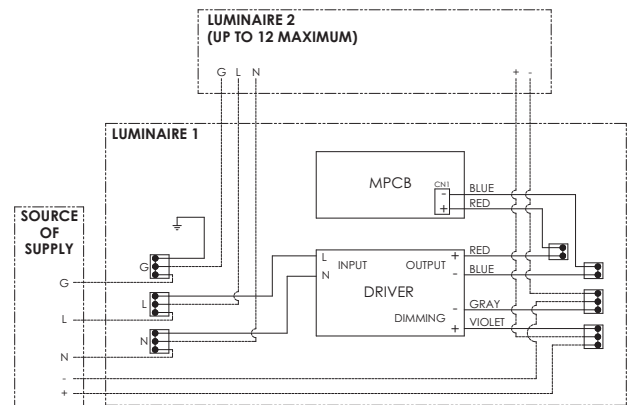 LUMINAIRE 2
(UP TO 12 MAXIMUM)
G L N + -
LUMINAIRE 1
MPCB
CN1
-
+
BLUE
RED
SOURCE
OF
SUPPLY
G
L
N
-
+
G
L
N
L
N
INPUT
OUTPUT
DRIVER
DIMMING
+
-
-
+
RED
BLUE
GRAY
VIOLET